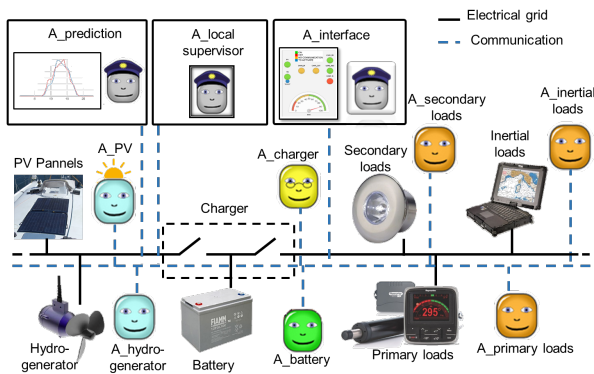 Electrical grid
Communication
A_prediction
A_local
supervisor
A_interface
A_secondary
loads
A_inertial
loads
PV Pannels
A_PV
A_charger
Secondary
loads
Inertial
loads
Charger
FIAMM
295°
Hydro-
generator
A_hydro-
generator
Battery
A_battery
Primary loads
A_primary loads